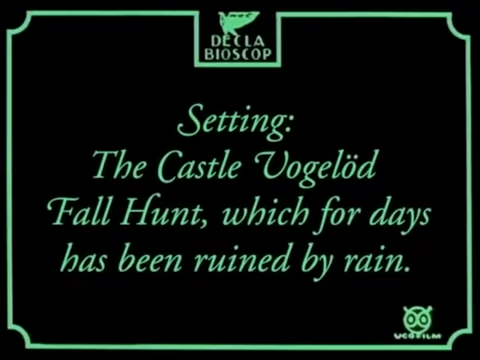 DECLA
BIOSCOP
Setting:
The Castle Vogelöd
Fall Hunt, which for days
has been ruined by rain.
UCOFILM